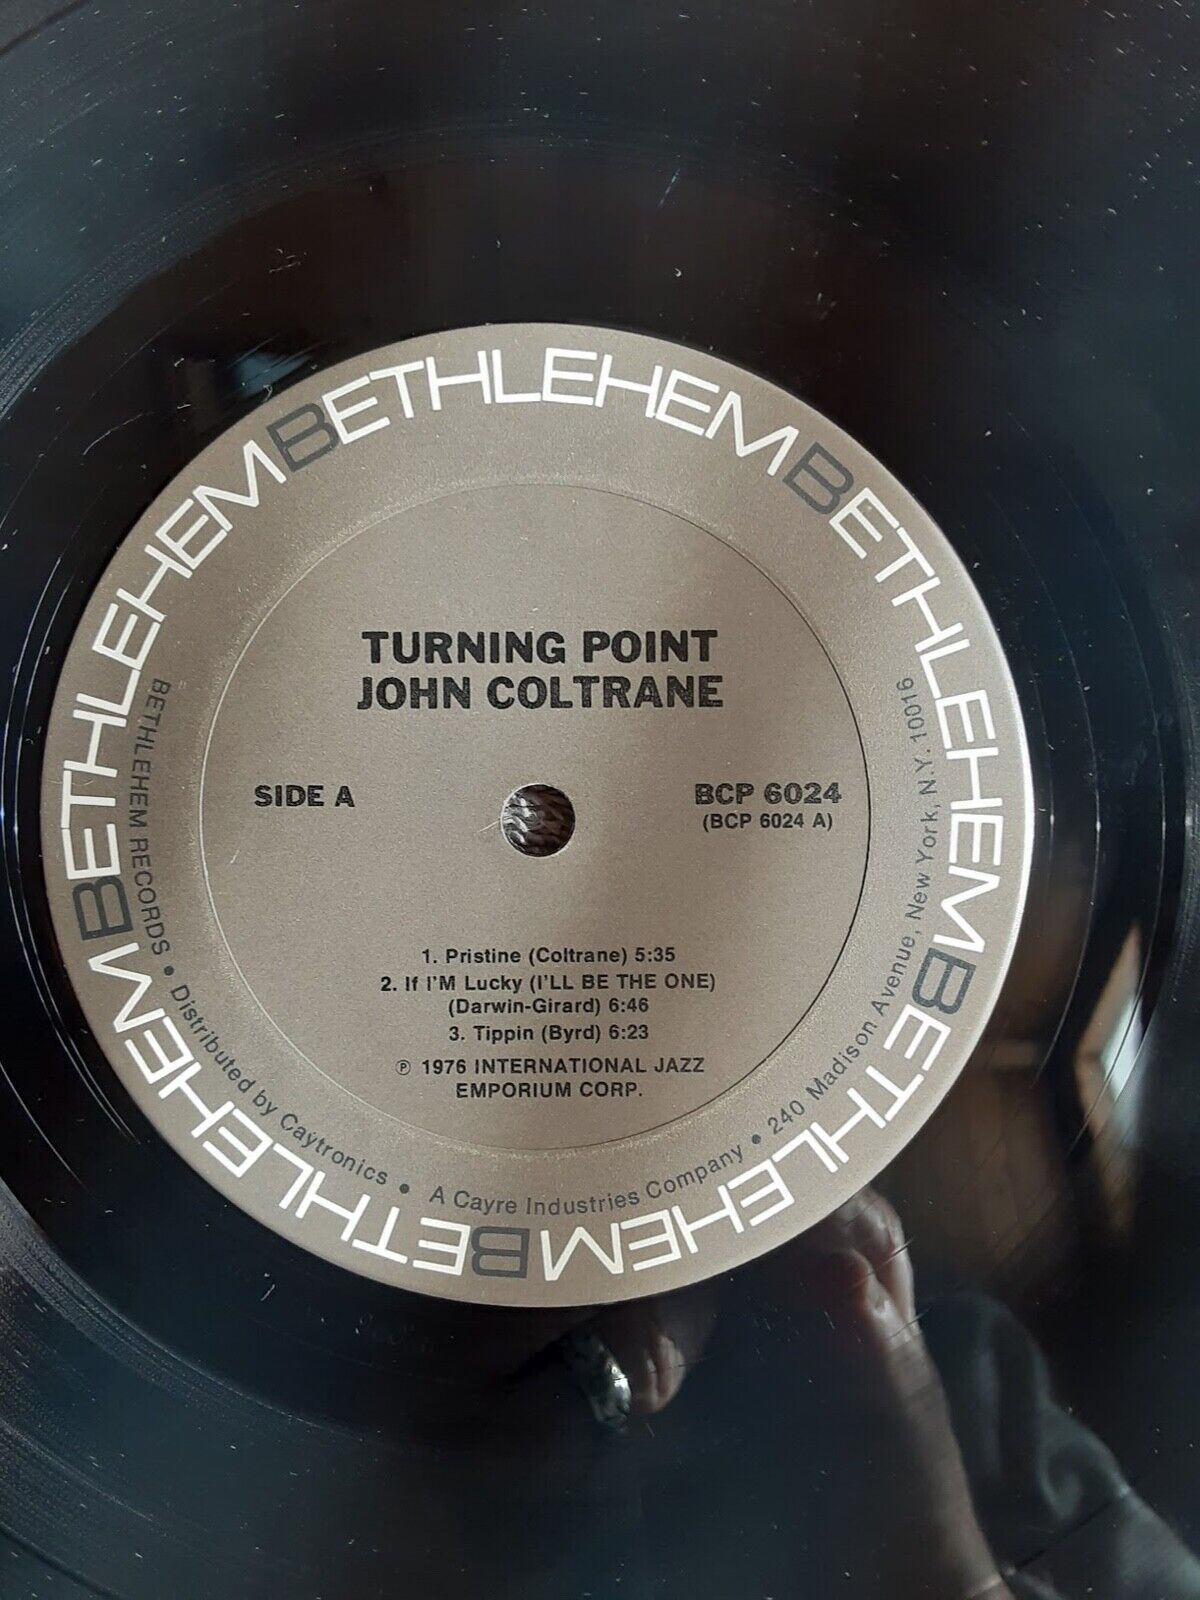 BETHLEHEM BETHLEHEM BETHLEHEM BETHLEHEM BETHLEHEM
TURNING POINT
JOHN COLTRANE
SIDE A
BCP 6024
(BCP 6024 A)
1. Pristine (Coltrane) 5:35
2. If I'M Lucky (I'LL BE THE ONE)
(Darwin-Girard) 6:46
3. Tippin (Byrd) 6:23
℗ 1976 INTERNATIONAL JAZZ
EMPORIUM CORP.
BETHLEHEM RECORDS • Distributed by Caytronics • A Cayre Industries Company • 240 Madison Avenue, New York, N.Y. 10016